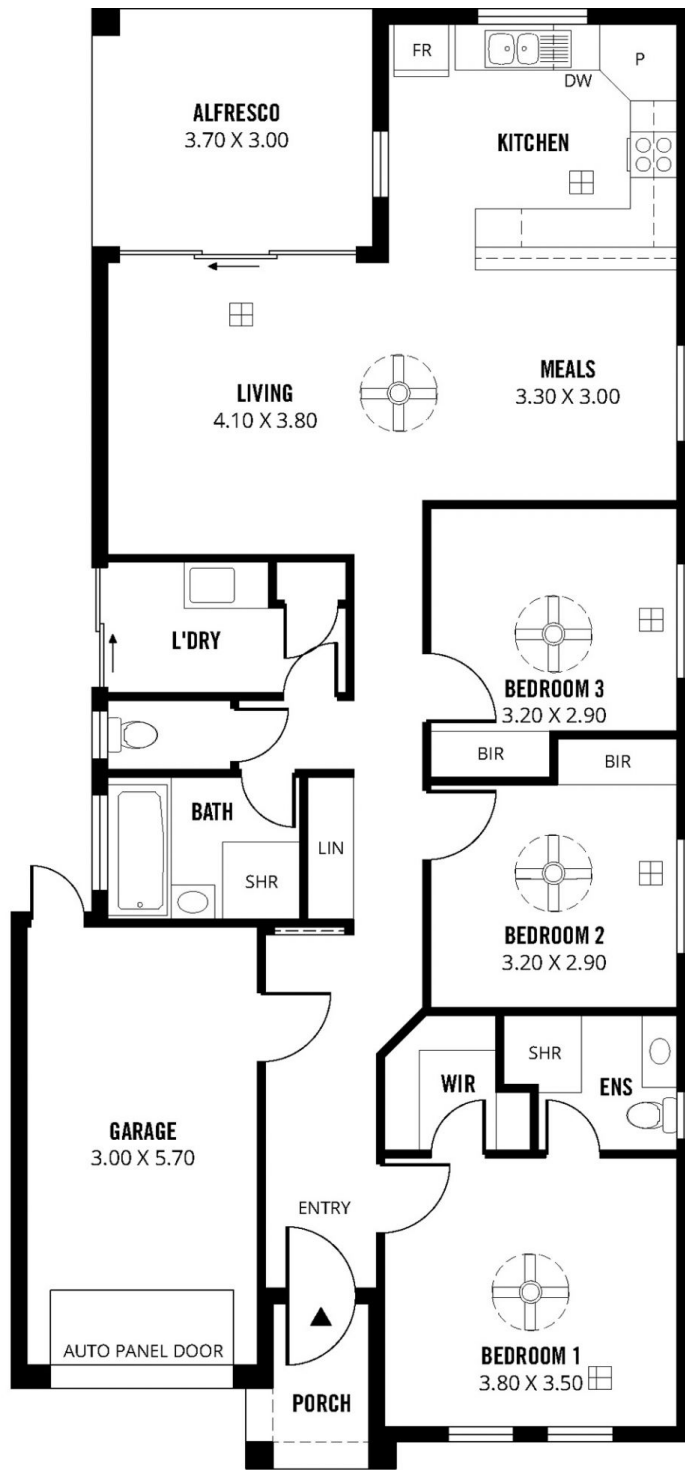 FR
P
DW
ALFRESCO
3.70 X 3.00
KITCHEN
LIVING
4.10 X 3.80
MEALS
3.30 X 3.00
L'DRY
BEDROOM 3
3.20 X 2.90
BIR
BIR
BATH
LIN
SHR
BEDROOM 2
3.20 X 2.90
SHR
WIR
ENS
GARAGE
3.00 X 5.70
ENTRY
AUTO PANEL DOOR
BEDROOM 1
3.80 X 3.50
PORCH